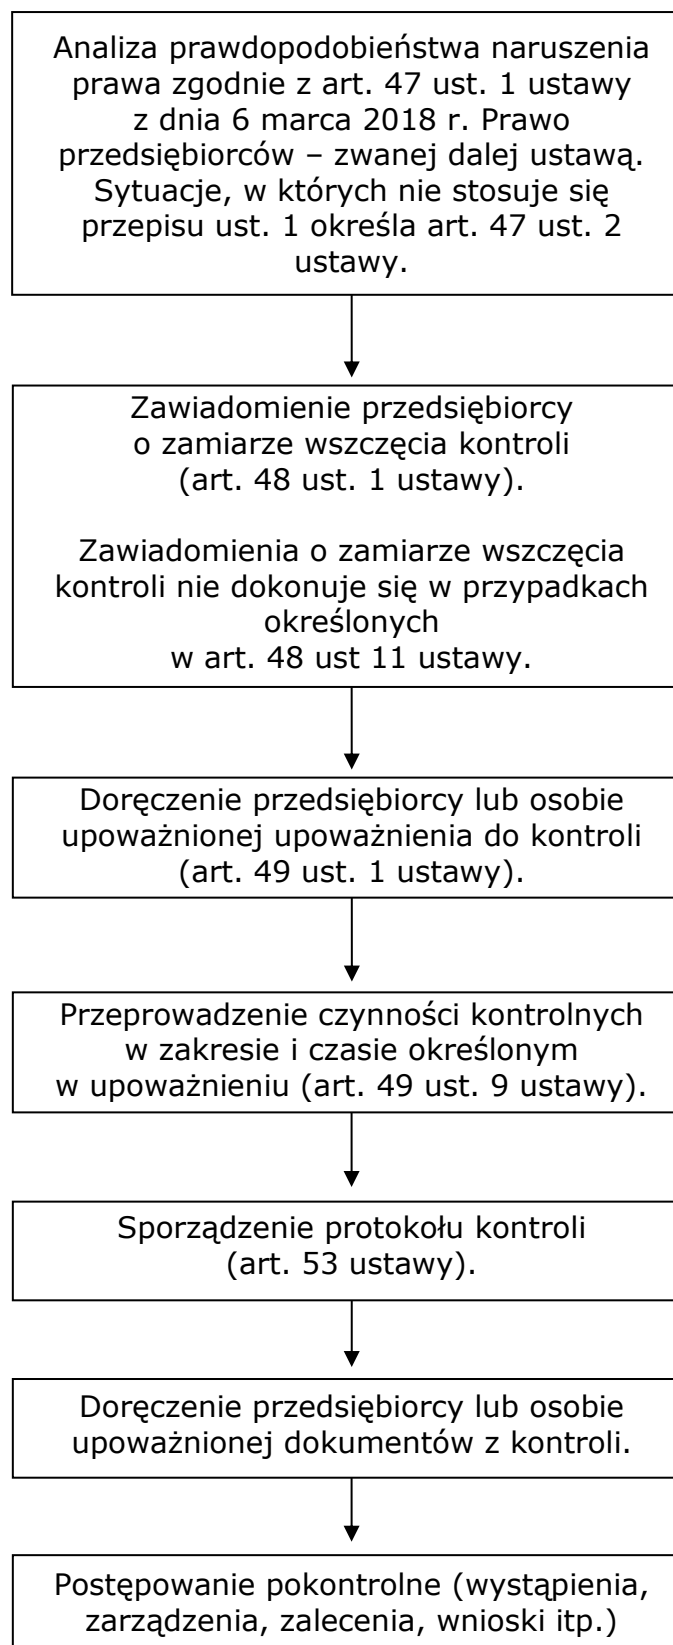 Analiza prawdopodobieństwa naruszenia
prawa zgodnie z art. 47 ust. 1 ustawy
z dnia 6 marca 2018 r. Prawo
przedsiębiorców – zwanej dalej ustawą.
Sytuacje, w których nie stosuje się
przepisu ust. 1 określa art. 47 ust. 2
ustawy.
Zawiadomienie przedsiębiorcy
o zamiarze wszczęcia kontroli
(art. 48 ust. 1 ustawy).
Zawiadomienia o zamiarze wszczęcia
kontroli nie dokonuje się w przypadkach
określonych
w art. 48 ust 11 ustawy.
Doręczenie przedsiębiorcy lub osobie
upoważnionej upoważnienia do kontroli
(art. 49 ust. 1 ustawy).
Przeprowadzenie czynności kontrolnych
w zakresie i czasie określonym
w upoważnieniu (art. 49 ust. 9 ustawy).
Sporządzenie protokołu kontroli
(art. 53 ustawy).
Doręczenie przedsiębiorcy lub osobie
upoważnionej dokumentów z kontroli.
Postępowanie pokontrolne (wystąpienia,
zarządzenia, zalecenia, wnioski itp.)